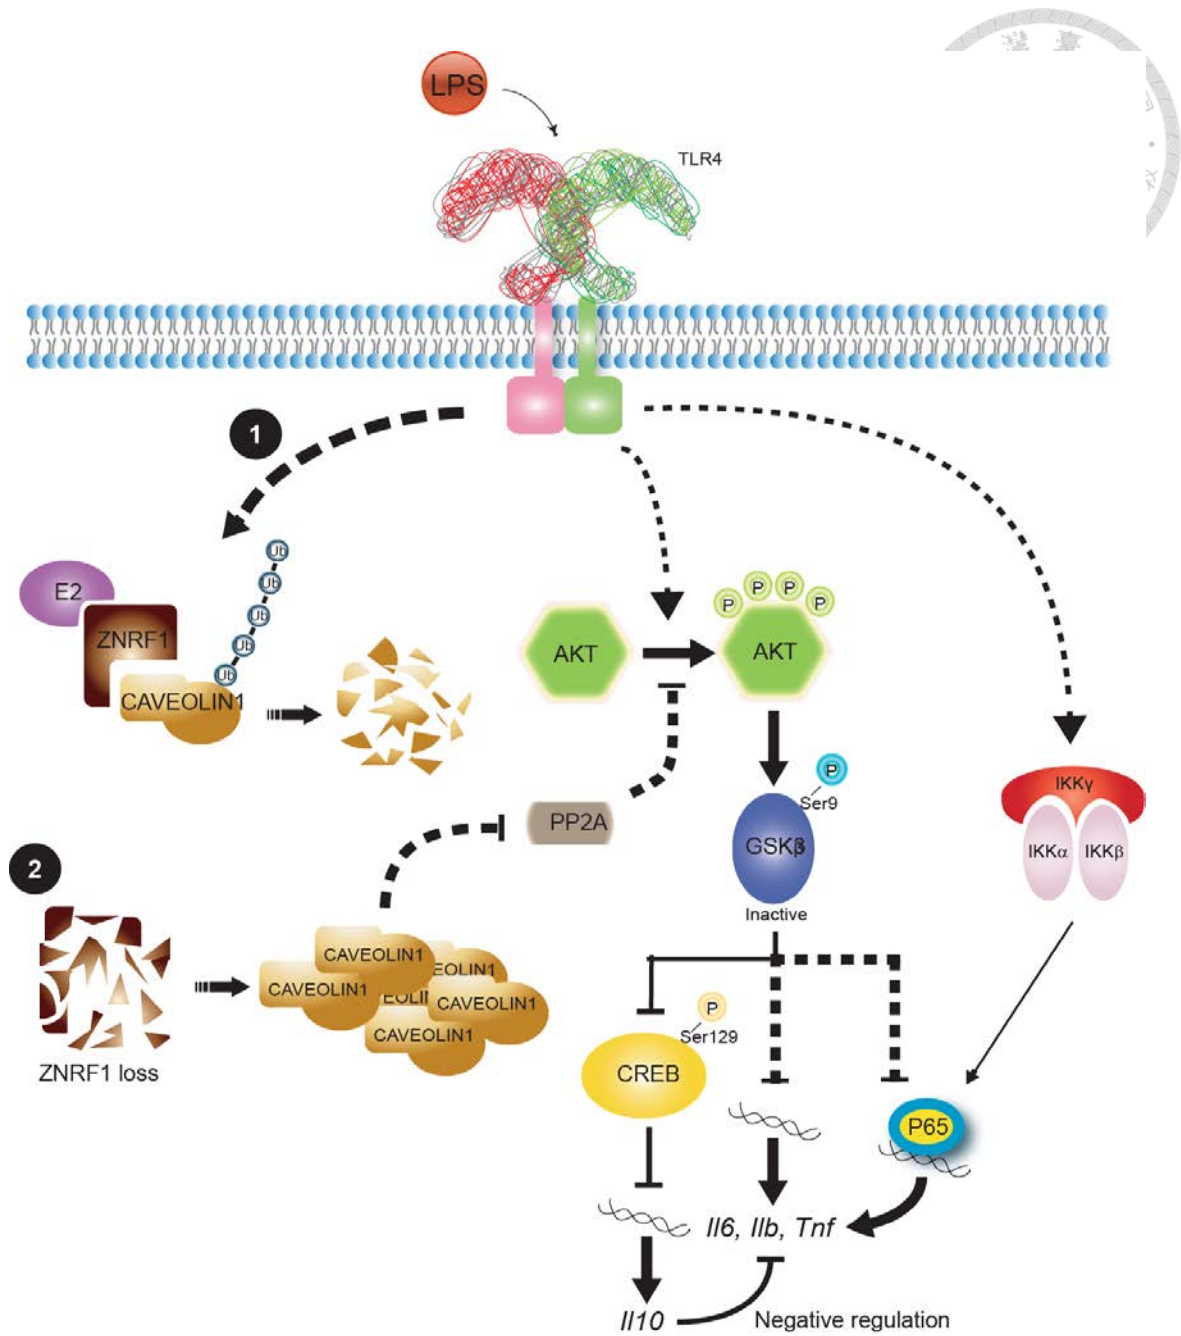 LPS
TLR4
1
Ub
Ub
Ub
Ub
Ub
E2
ZNRF1
CAVEOLIN1
P
P
P
P
AKT
AKT
PP2A
P
Ser9
GSKβ
Inactive
IKKγ
IKKα
IKKβ
2
ZNRF1 loss
CAVEOLIN1
CAVEOLIN1
CAVEOLIN1
CAVEOLIN1
P
Ser129
CREB
P65
Il6, Ilb, Tnf
Il10
Negative regulation